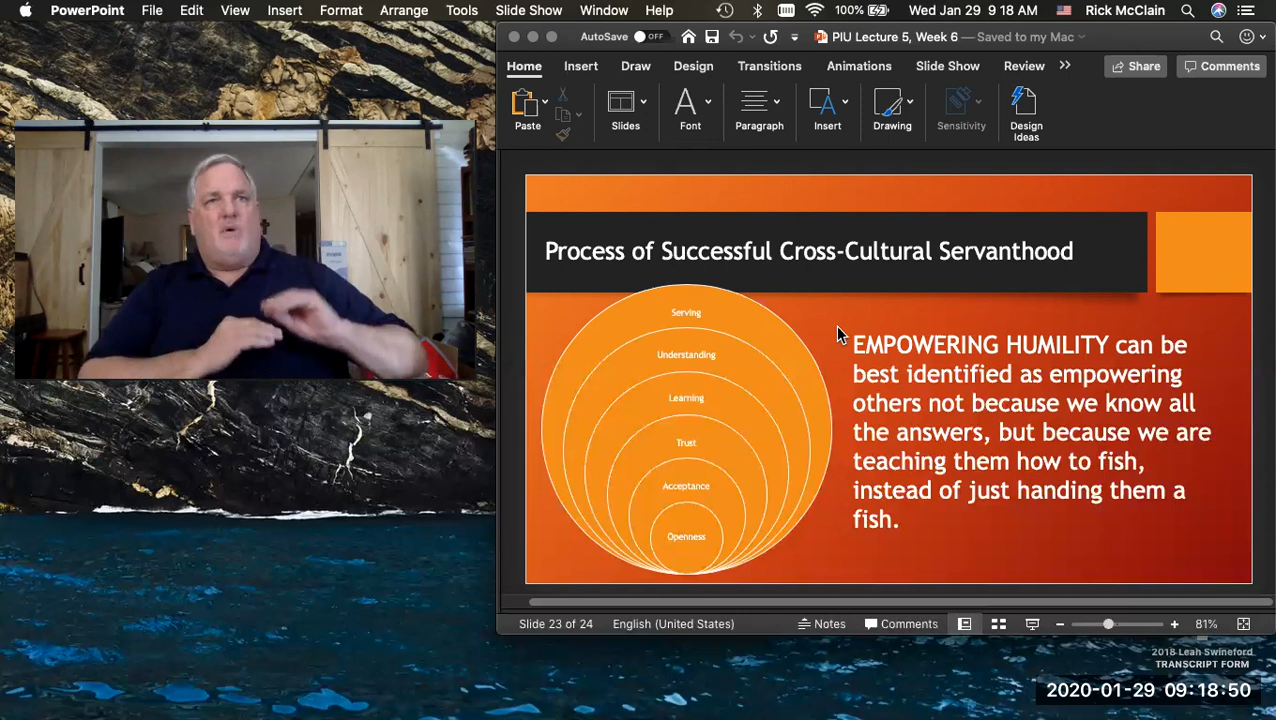 PowerPoint File Edit View Insert Format Arrange Tools Slide Show Window Help 100% Wed Jan 29 9 18 AM Rick McClain
AutoSave OFF PIU Lecture 5, Week 6 — Saved to my Mac
Home Insert Draw Design Transitions Animations Slide Show Review Share Comments
Paste Slides Font Paragraph Insert Drawing Sensitivity Design
Ideas
Process of Successful Cross-Cultural Servanthood
Serving
Understanding
Learning
Trust
Acceptance
Openness
EMPOWERING HUMILITY can be
best identified as empowering
others not because we know all
the answers, but because we are
teaching them how to fish,
instead of just handing them a
fish.
Slide 23 of 24 English (United States) Notes Comments 81%
2018 Leah Swineford
TRANSCRIPT FORM
2020-01-29 09:18:50